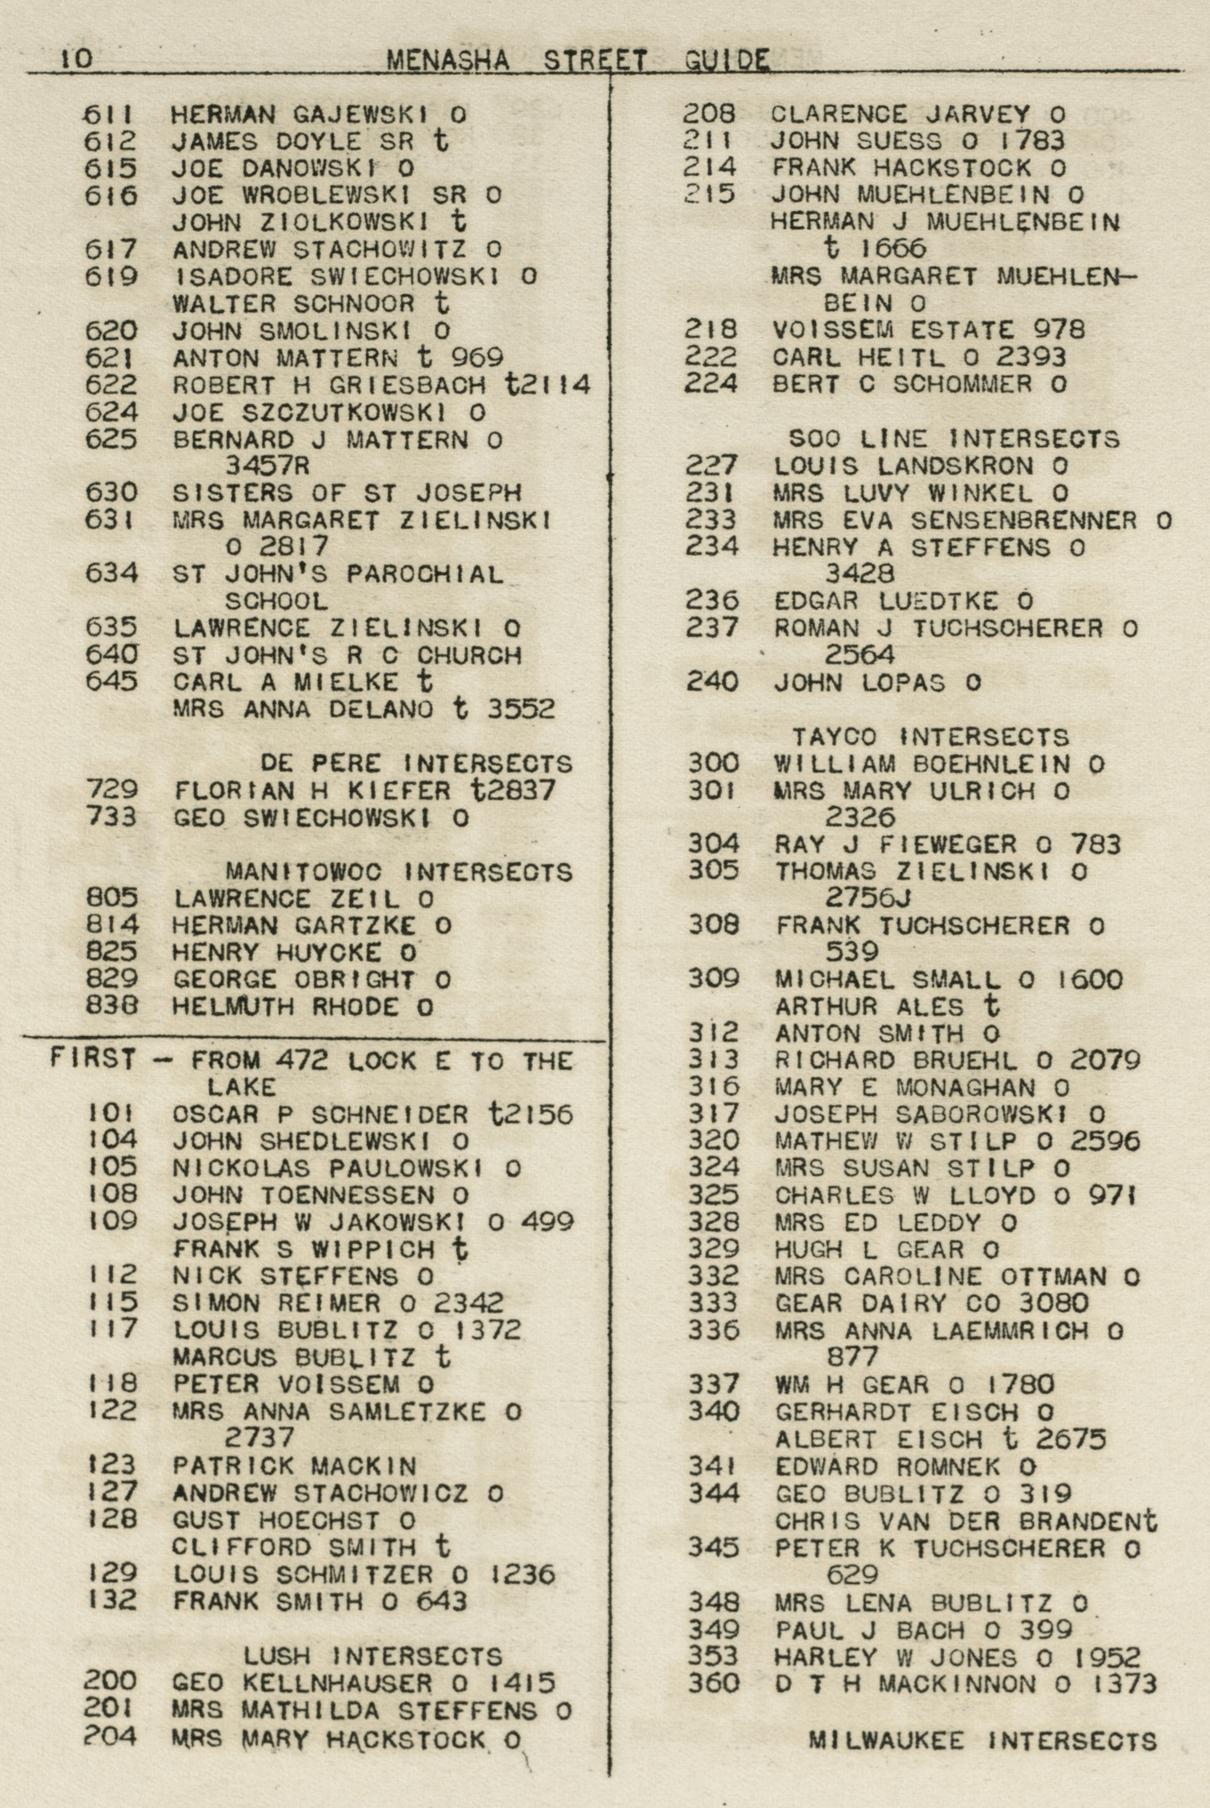 10 MENASHA STREET GUIDE
611 HERMAN GAJEWSKI O
612 JAMES DOYLE SR t
615 JOE DANOWSKI O
616 JOE WROBLEWSKI SR O
JOHN ZIOLKOWSKI t
617 ANDREW STACHOWITZ O
619 ISADORE SWIECHOWSKI O
WALTER SCHNOOR t
620 JOHN SMOLINSKI O
621 ANTON MATTERN t 969
622 ROBERT H GRIESBACH t2114
624 JOE SZCZUTKOWSKI O
625 BERNARD J MATTERN O
3457R
630 SISTERS OF ST JOSEPH
631 MRS MARGARET ZIELINSKI
O 2817
634 ST JOHN'S PAROCHIAL
SCHOOL
635 LAWRENCE ZIELINSKI O
640 ST JOHN'S R C CHURCH
645 CARL A MIELKE t
MRS ANNA DELANO t 3552
DE PERE INTERSECTS
729 FLORIAN H KIEFER t2837
733 GEO SWIECHOWSKI O
MANITOWOC INTERSECTS
805 LAWRENCE ZEIL O
814 HERMAN GARTZKE O
825 HENRY HUYCKE O
829 GEORGE OBRIGHT O
838 HELMUTH RHODE O
FIRST — FROM 472 LOCK E TO THE
LAKE
101 OSCAR P SCHNEIDER t2156
104 JOHN SHEDLEWSKI O
105 NICKOLAS PAULOWSKI O
108 JOHN TOENNESSEN O
109 JOSEPH W JAKOWSKI O 499
FRANK S WIPPICH t
112 NICK STEFFENS O
115 SIMON REIMER O 2342
117 LOUIS BUBLITZ O 1372
MARCUS BUBLITZ t
118 PETER VOISSEM O
122 MRS ANNA SAMLETZKE O
2737
123 PATRICK MACKIN
127 ANDREW STACHOWICZ O
128 GUST HOECHST O
CLIFFORD SMITH t
129 LOUIS SCHMITZER O 1236
132 FRANK SMITH O 643
LUSH INTERSECTS
200 GEO KELLNHAUSER O 1415
201 MRS MATHILDA STEFFENS O
204 MRS MARY HACKSTOCK O
208 CLARENCE JARVEY O
211 JOHN SUESS O 1783
214 FRANK HACKSTOCK O
215 JOHN MUEHLENBEIN O
HERMAN J MUEHLENBEIN
t 1666
MRS MARGARET MUEHLEN—
BEIN O
218 VOISSEM ESTATE 978
222 CARL HEITL O 2393
224 BERT C SCHOMMER O
SOO LINE INTERSECTS
227 LOUIS LANDSKRON O
231 MRS LUVY WINKEL O
233 MRS EVA SENSENBRENNER O
234 HENRY A STEFFENS O
3428
236 EDGAR LUEDTKE O
237 ROMAN J TUCHSCHERER O
2564
240 JOHN LOPAS O
TAYCO INTERSECTS
300 WILLIAM BOEHNLEIN O
301 MRS MARY ULRICH O
2326
304 RAY J FIEWEGER O 783
305 THOMAS ZIELINSKI O
2756J
308 FRANK TUCHSCHERER O
539
309 MICHAEL SMALL O 1600
ARTHUR ALES t
312 ANTON SMITH O
313 RICHARD BRUEHL O 2079
316 MARY E MONAGHAN O
317 JOSEPH SABOROWSKI O
320 MATHEW W STILP O 2596
324 MRS SUSAN STILP O
325 CHARLES W LLOYD O 971
328 MRS ED LEDDY O
329 HUGH L GEAR O
332 MRS CAROLINE OTTMAN O
333 GEAR DAIRY CO 3080
336 MRS ANNA LAEMMRICH O
877
337 WM H GEAR O 1780
340 GERHARDT EISCH O
ALBERT EISCH t 2675
341 EDWARD ROMNEK O
344 GEO BUBLITZ O 319
CHRIS VAN DER BRANDENt
345 PETER K TUCHSCHERER O
629
348 MRS LENA BUBLITZ O
349 PAUL J BACH O 399
353 HARLEY W JONES O 1952
360 D T H MACKINNON O 1373
MILWAUKEE INTERSECTS